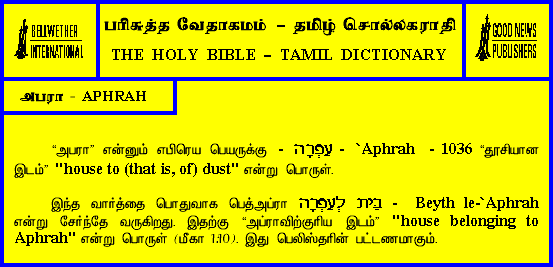 BELLWETHER
INTERNATIONAL
பரிசுத்த வேதாகமம் – தமிழ் சொல்லகராதி
THE HOLY BIBLE – TAMIL DICTIONARY
GOOD NEWS
PUBLISHERS
அபரா - APHRAH
“அபரா” என்னும் எபிரெய பெயருக்கு - עַפְרָה - `Aphrah - 1036 “தூசியான
இடம்” "house to (that is, of) dust" என்று பொருள்.
இந்த வார்த்தை பொதுவாக பெத்அப்ரா בֵּית לְעַפְרָה - Beyth le-`Aphrah
என்று சேர்ந்தே வருகிறது. இதற்கு “அப்ராவிற்குரிய இடம்” "house belonging to
Aphrah" என்று பொருள் (மீகா 1:10). இது பெலிஸ்தரின் பட்டணமாகும்.